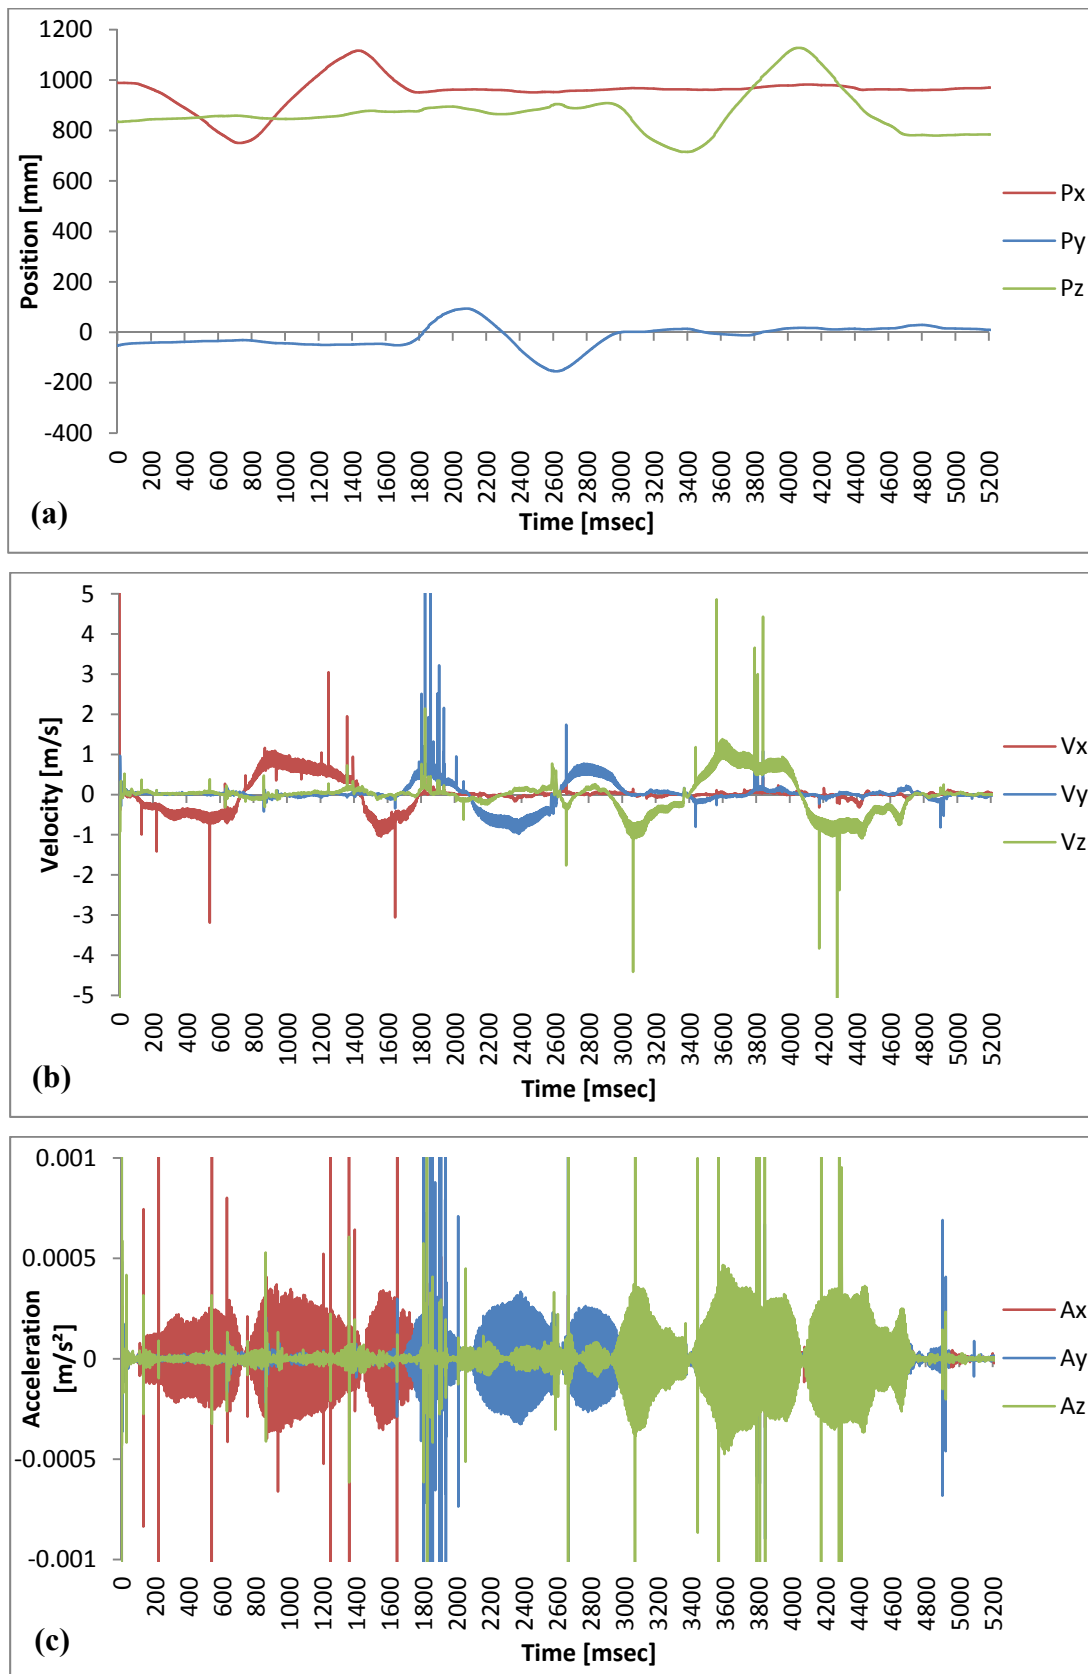 1200
1000
800
600
400
200
0
-200
-400
Position [mm]
0 200 400 600 800 1000 1200 1400 1600 1800 2000 2200 2400 2600 2800 3000 3200 3400 3600 3800 4000 4200 4400 4600 4800 5000 5200
Time [msec]
Px
Py
Pz
(a)
5
4
3
2
1
0
-1
-2
-3
-4
-5
Velocity [m/s]
0 200 400 600 800 1000 1200 1400 1600 1800 2000 2200 2400 2600 2800 3000 3200 3400 3600 3800 4000 4200 4400 4600 4800 5000 5200
Time [msec]
Vx
Vy
Vz
(b)
0.001
0.0005
0
-0.0005
-0.001
Acceleration
[m/s²]
0 200 400 600 800 1000 1200 1400 1600 1800 2000 2200 2400 2600 2800 3000 3200 3400 3600 3800 4000 4200 4400 4600 4800 5000 5200
Time [msec]
Ax
Ay
Az
(c)